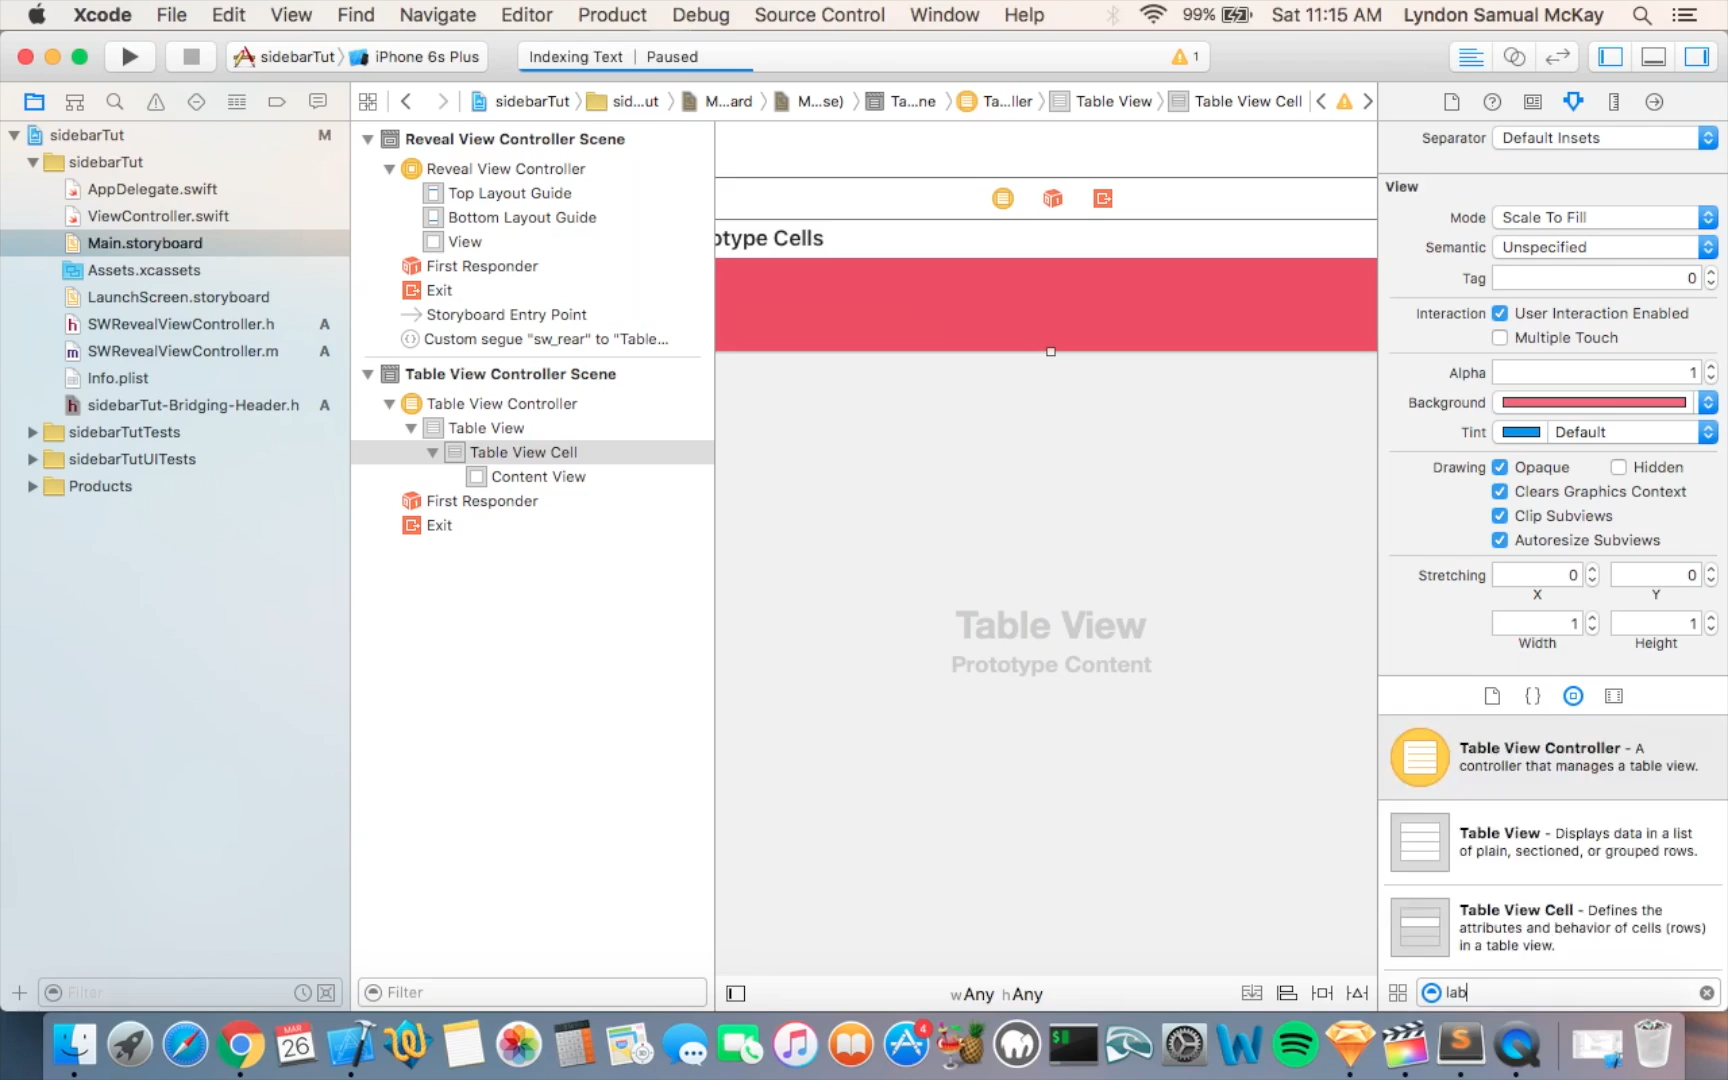 Xcode File Edit View Find Navigate Editor Product Debug Source Control Window Help 99% Sat 11:15 AM Lyndon Samual McKay
sidebarTut iPhone 6s Plus Indexing Text | Paused 1
sidebarTut sid...ut M...ard M...se) Ta...ne Ta...ller Table View Table View Cell
sidebarTut M
sidebarTut
AppDelegate.swift
ViewController.swift
Main.storyboard
Assets.xcassets
LaunchScreen.storyboard
SWRevealViewController.h A
SWRevealViewController.m A
Info.plist
sidebarTut-Bridging-Header.h A
sidebarTutTests
sidebarTutUITests
Products
Filter
Reveal View Controller Scene
Reveal View Controller
Top Layout Guide
Bottom Layout Guide
View
First Responder
Exit
Storyboard Entry Point
Custom segue "sw_rear" to "Table...
Table View Controller Scene
Table View Controller
Table View
Table View Cell
Content View
First Responder
Exit
Filter
otype Cells
Table View
Prototype Content
wAny hAny
Separator Default Insets
View
Mode Scale To Fill
Semantic Unspecified
Tag 0
Interaction User Interaction Enabled
Multiple Touch
Alpha 1
Background
Tint Default
Drawing Opaque Hidden
Clears Graphics Context
Clip Subviews
Autoresize Subviews
Stretching 0 0
X Y
1 1
Width Height
Table View Controller - A
controller that manages a table view.
Table View - Displays data in a list
of plain, sectioned, or grouped rows.
Table View Cell - Defines the
attributes and behavior of cells (rows)
in a table view.
lab
MAR
26
4